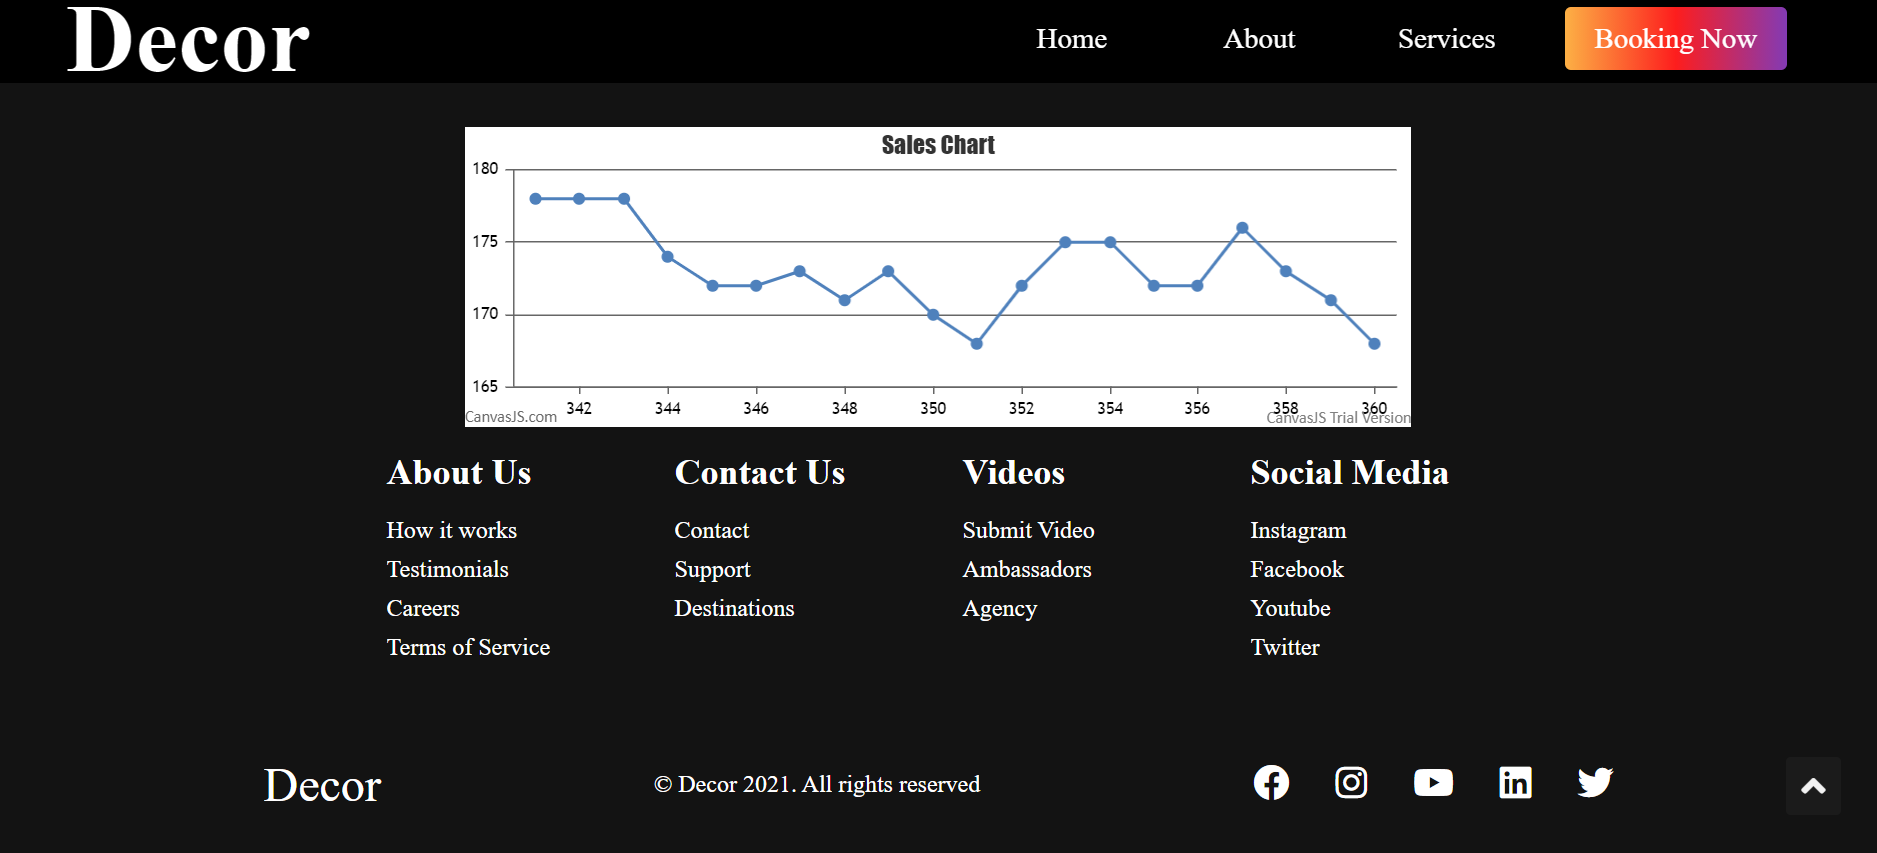 Decor
Home About Services Booking Now
Sales Chart
180
175
170
165
342 344 346 348 350 352 354 356 358 360
CanvasJS.com CanvasJS Trial Version
About Us
How it works
Testimonials
Careers
Terms of Service
Contact Us
Contact
Support
Destinations
Videos
Submit Video
Ambassadors
Agency
Social Media
Instagram
Facebook
Youtube
Twitter
Decor
© Decor 2021. All rights reserved